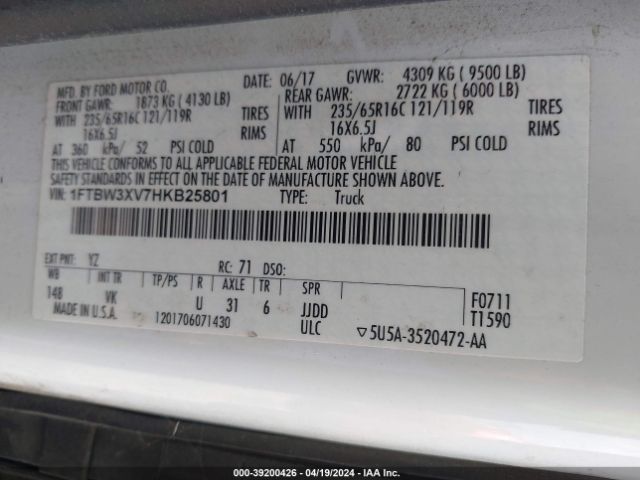 MFD. BY FORD MOTOR CO. DATE: 06/17 GVWR: 4309 KG ( 9500 LB)
FRONT GAWR: 1873 KG ( 4130 LB) REAR GAWR: 2722 KG ( 6000 LB)
WITH 235/65R16C 121/119R TIRES WITH 235/65R16C 121/119R TIRES
16X6.5J RIMS 16X6.5J RIMS
AT 360 kPa/ 52 PSI COLD AT 550 kPa/ 80 PSI COLD
THIS VEHICLE CONFORMS TO ALL APPLICABLE FEDERAL MOTOR VEHICLE
SAFETY STANDARDS IN EFFECT ON THE DATE OF MANUFACTURE SHOWN ABOVE.
VIN: 1FTBW3XV7HKB25801 TYPE: Truck
EXT PNT: YZ RC: 71 DSO:
WB INT TR TP/PS R AXLE TR SPR
148 VK U 31 6 JJDD F0711
MADE IN U.S.A. 1201706071430 ULC ▽5U5A-3520472-AA T1590
000-39200426 - 04/19/2024 - IAA Inc.